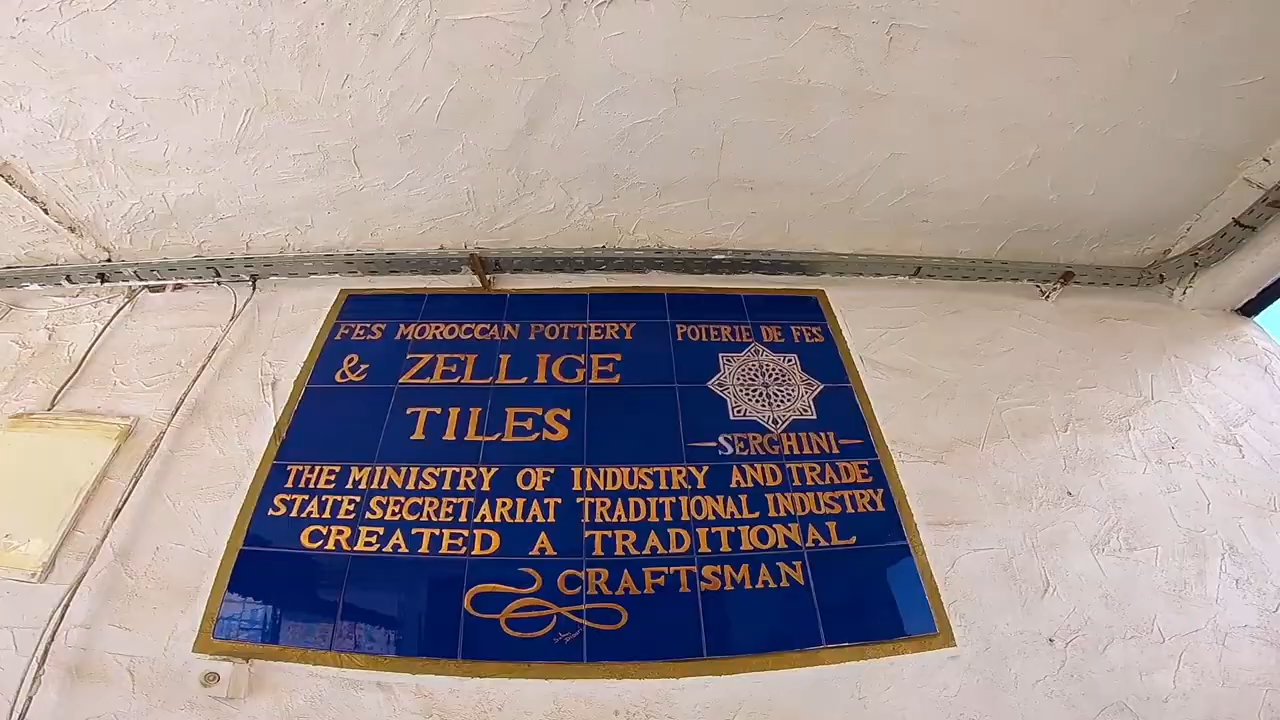 FES MOROCCAN POTTERY
& ZELLIGE
TILES
POTERIE DE FES
SERGHINI
THE MINISTRY OF INDUSTRY AND TRADE
STATE SECRETARIAT TRADITIONAL INDUSTRY
CREATED A TRADITIONAL
CRAFTSMAN